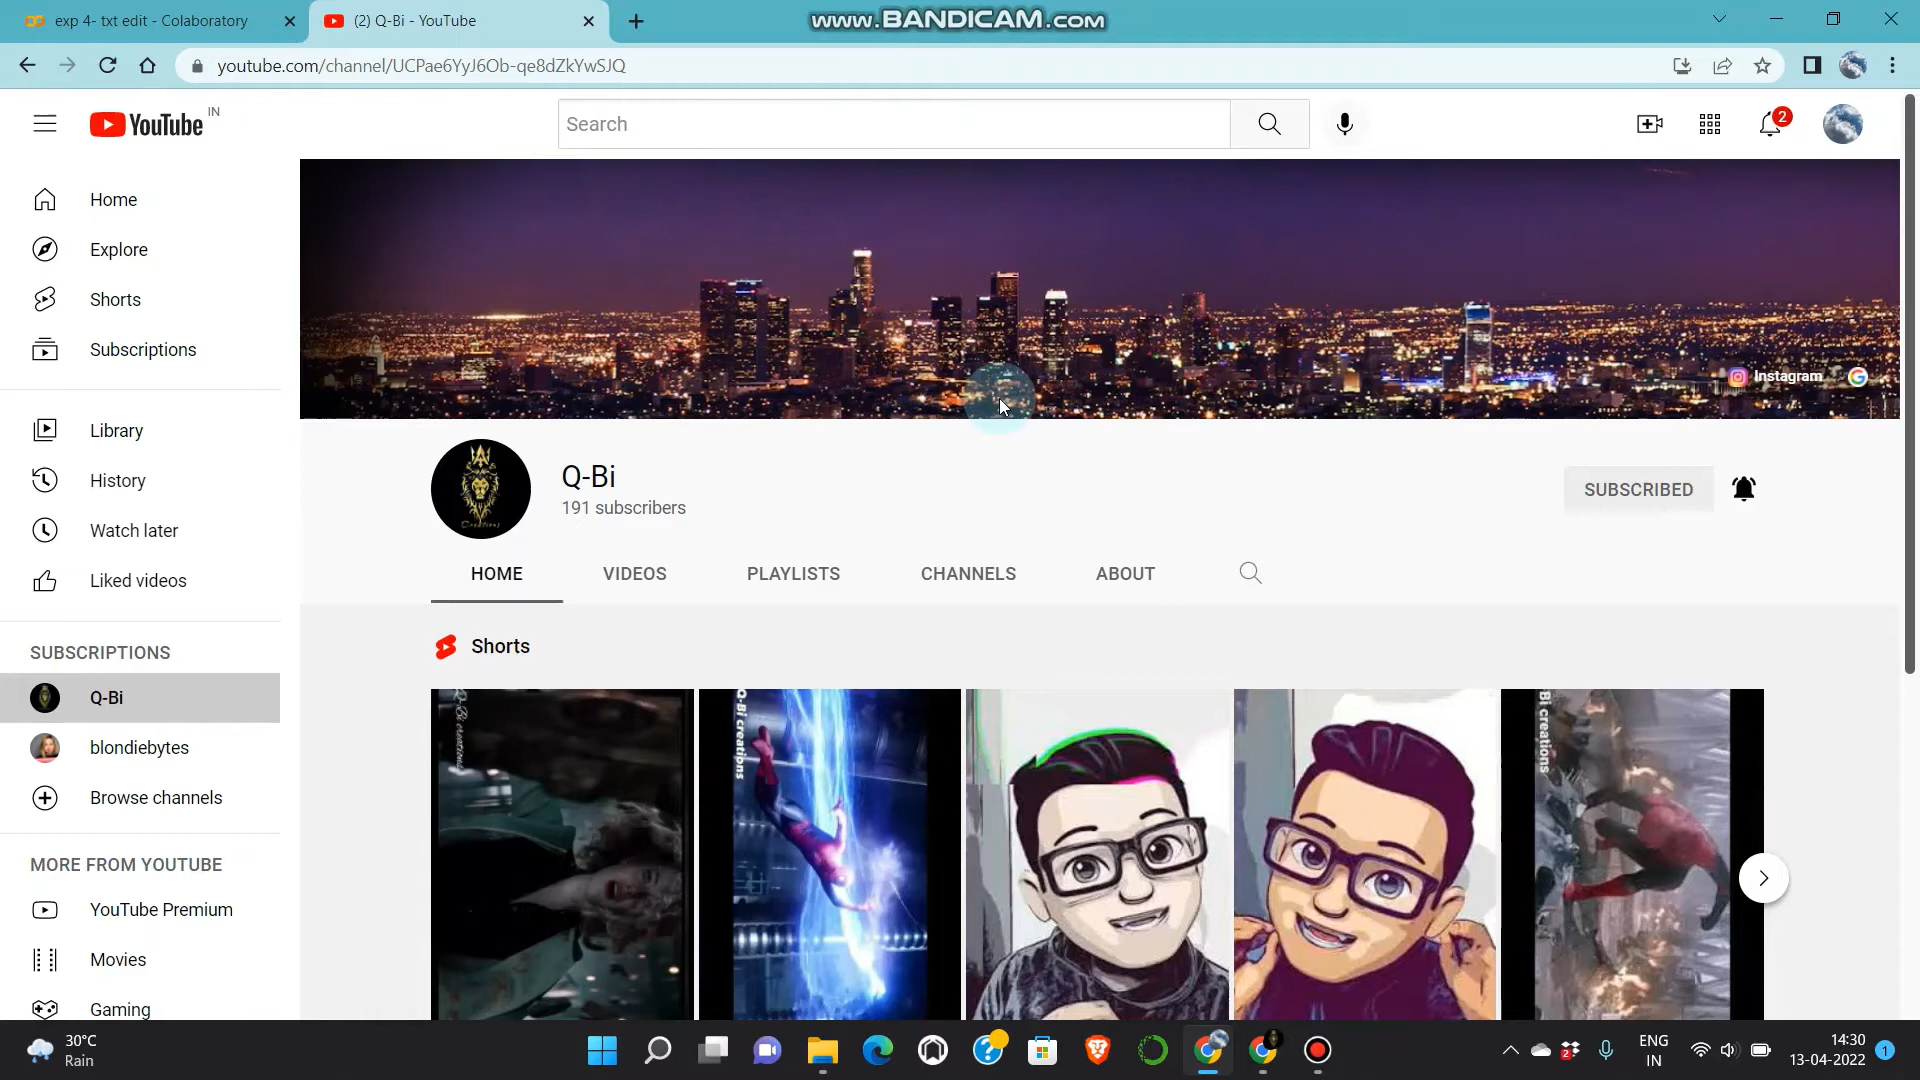 exp 4- txt edit - Colaboratory
(2) Q-Bi - YouTube
WWW.BANDICAM.COM
youtube.com/channel/UCPae6YyJ6Ob-qe8dZkYwSJQ
YouTube IN
Search
2
Home
Explore
Shorts
Subscriptions
Library
History
Watch later
Liked videos
SUBSCRIPTIONS
Q-Bi
blondiebytes
Browse channels
MORE FROM YOUTUBE
YouTube Premium
Movies
Gaming
Instagram
Q-Bi
191 subscribers
SUBSCRIBED
HOME
VIDEOS
PLAYLISTS
CHANNELS
ABOUT
Shorts
Q-Bi creations
Q-Bi creations
Bi creations
30°C
Rain
2
ENG
IN
14:30
13-04-2022
1